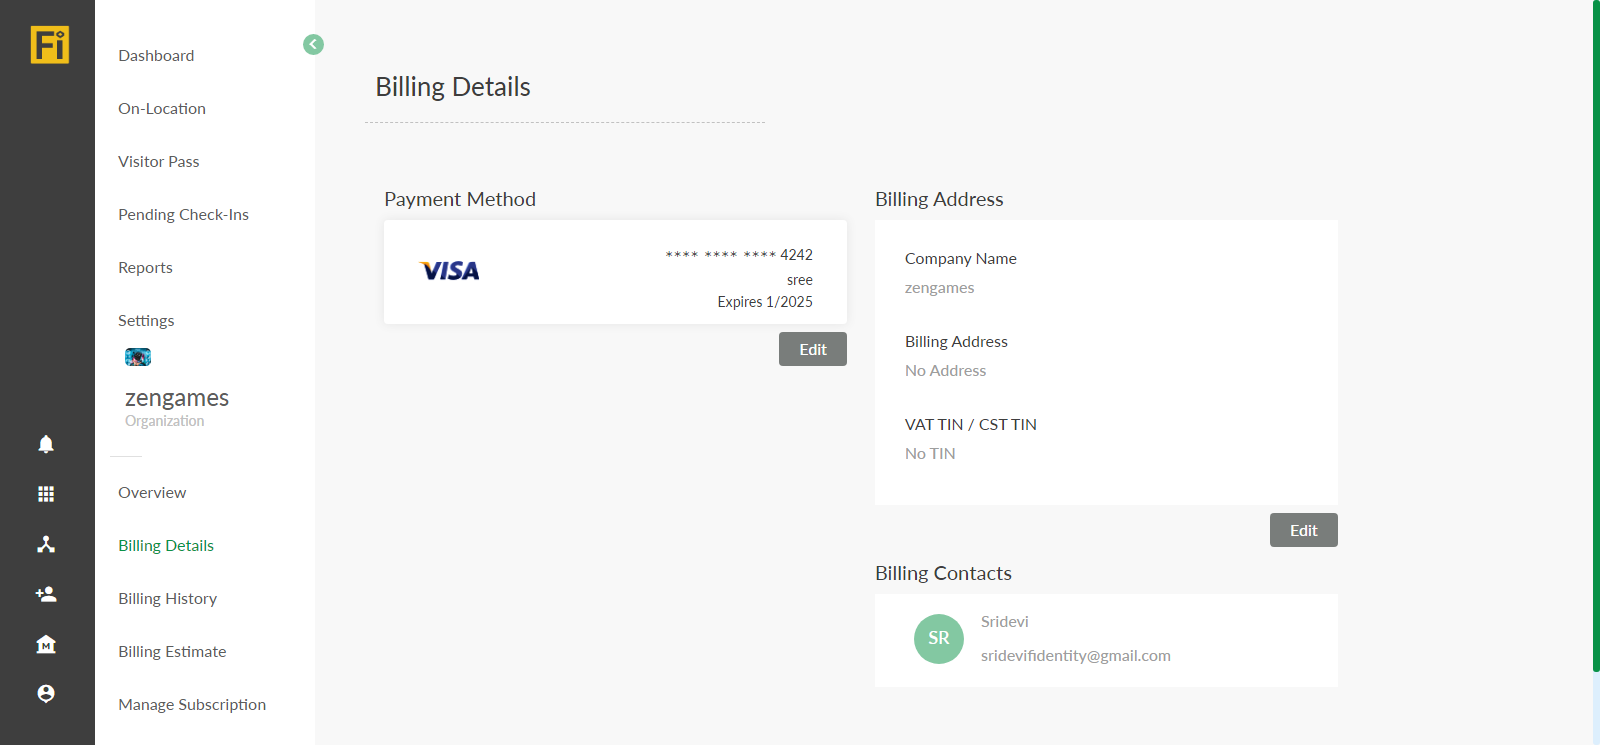 Fi
Dashboard
On-Location
Visitor Pass
Pending Check-Ins
Reports
Settings
zengames
Organization
Overview
Billing Details
Billing History
Billing Estimate
Manage Subscription
M
Billing Details
Payment Method
VISA
**** **** **** 4242
sree
Expires 1/2025
Edit
Billing Address
Company Name
zengames
Billing Address
No Address
VAT TIN / CST TIN
No TIN
Edit
Billing Contacts
SR
Sridevi
sridevifidentity@gmail.com